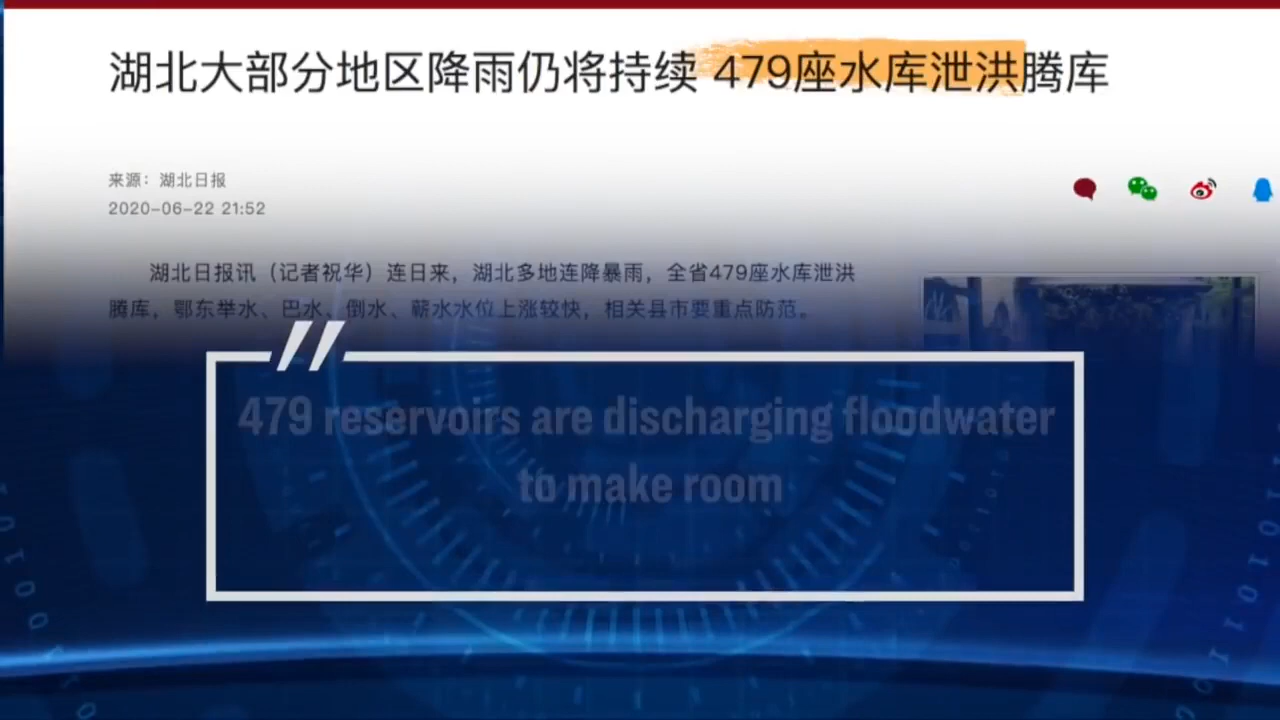 湖北大部分地区降雨仍将持续 479座水库泄洪腾库
来源：湖北日报
2020-06-22 21:52
湖北日报讯（记者祝华）连日来，湖北多地连降暴雨，全省479座水库泄洪
腾库，鄂东举水、巴水、倒水、蕲水水位上涨较快，相关县市要重点防范。
479 reservoirs are discharging floodwater
to make room